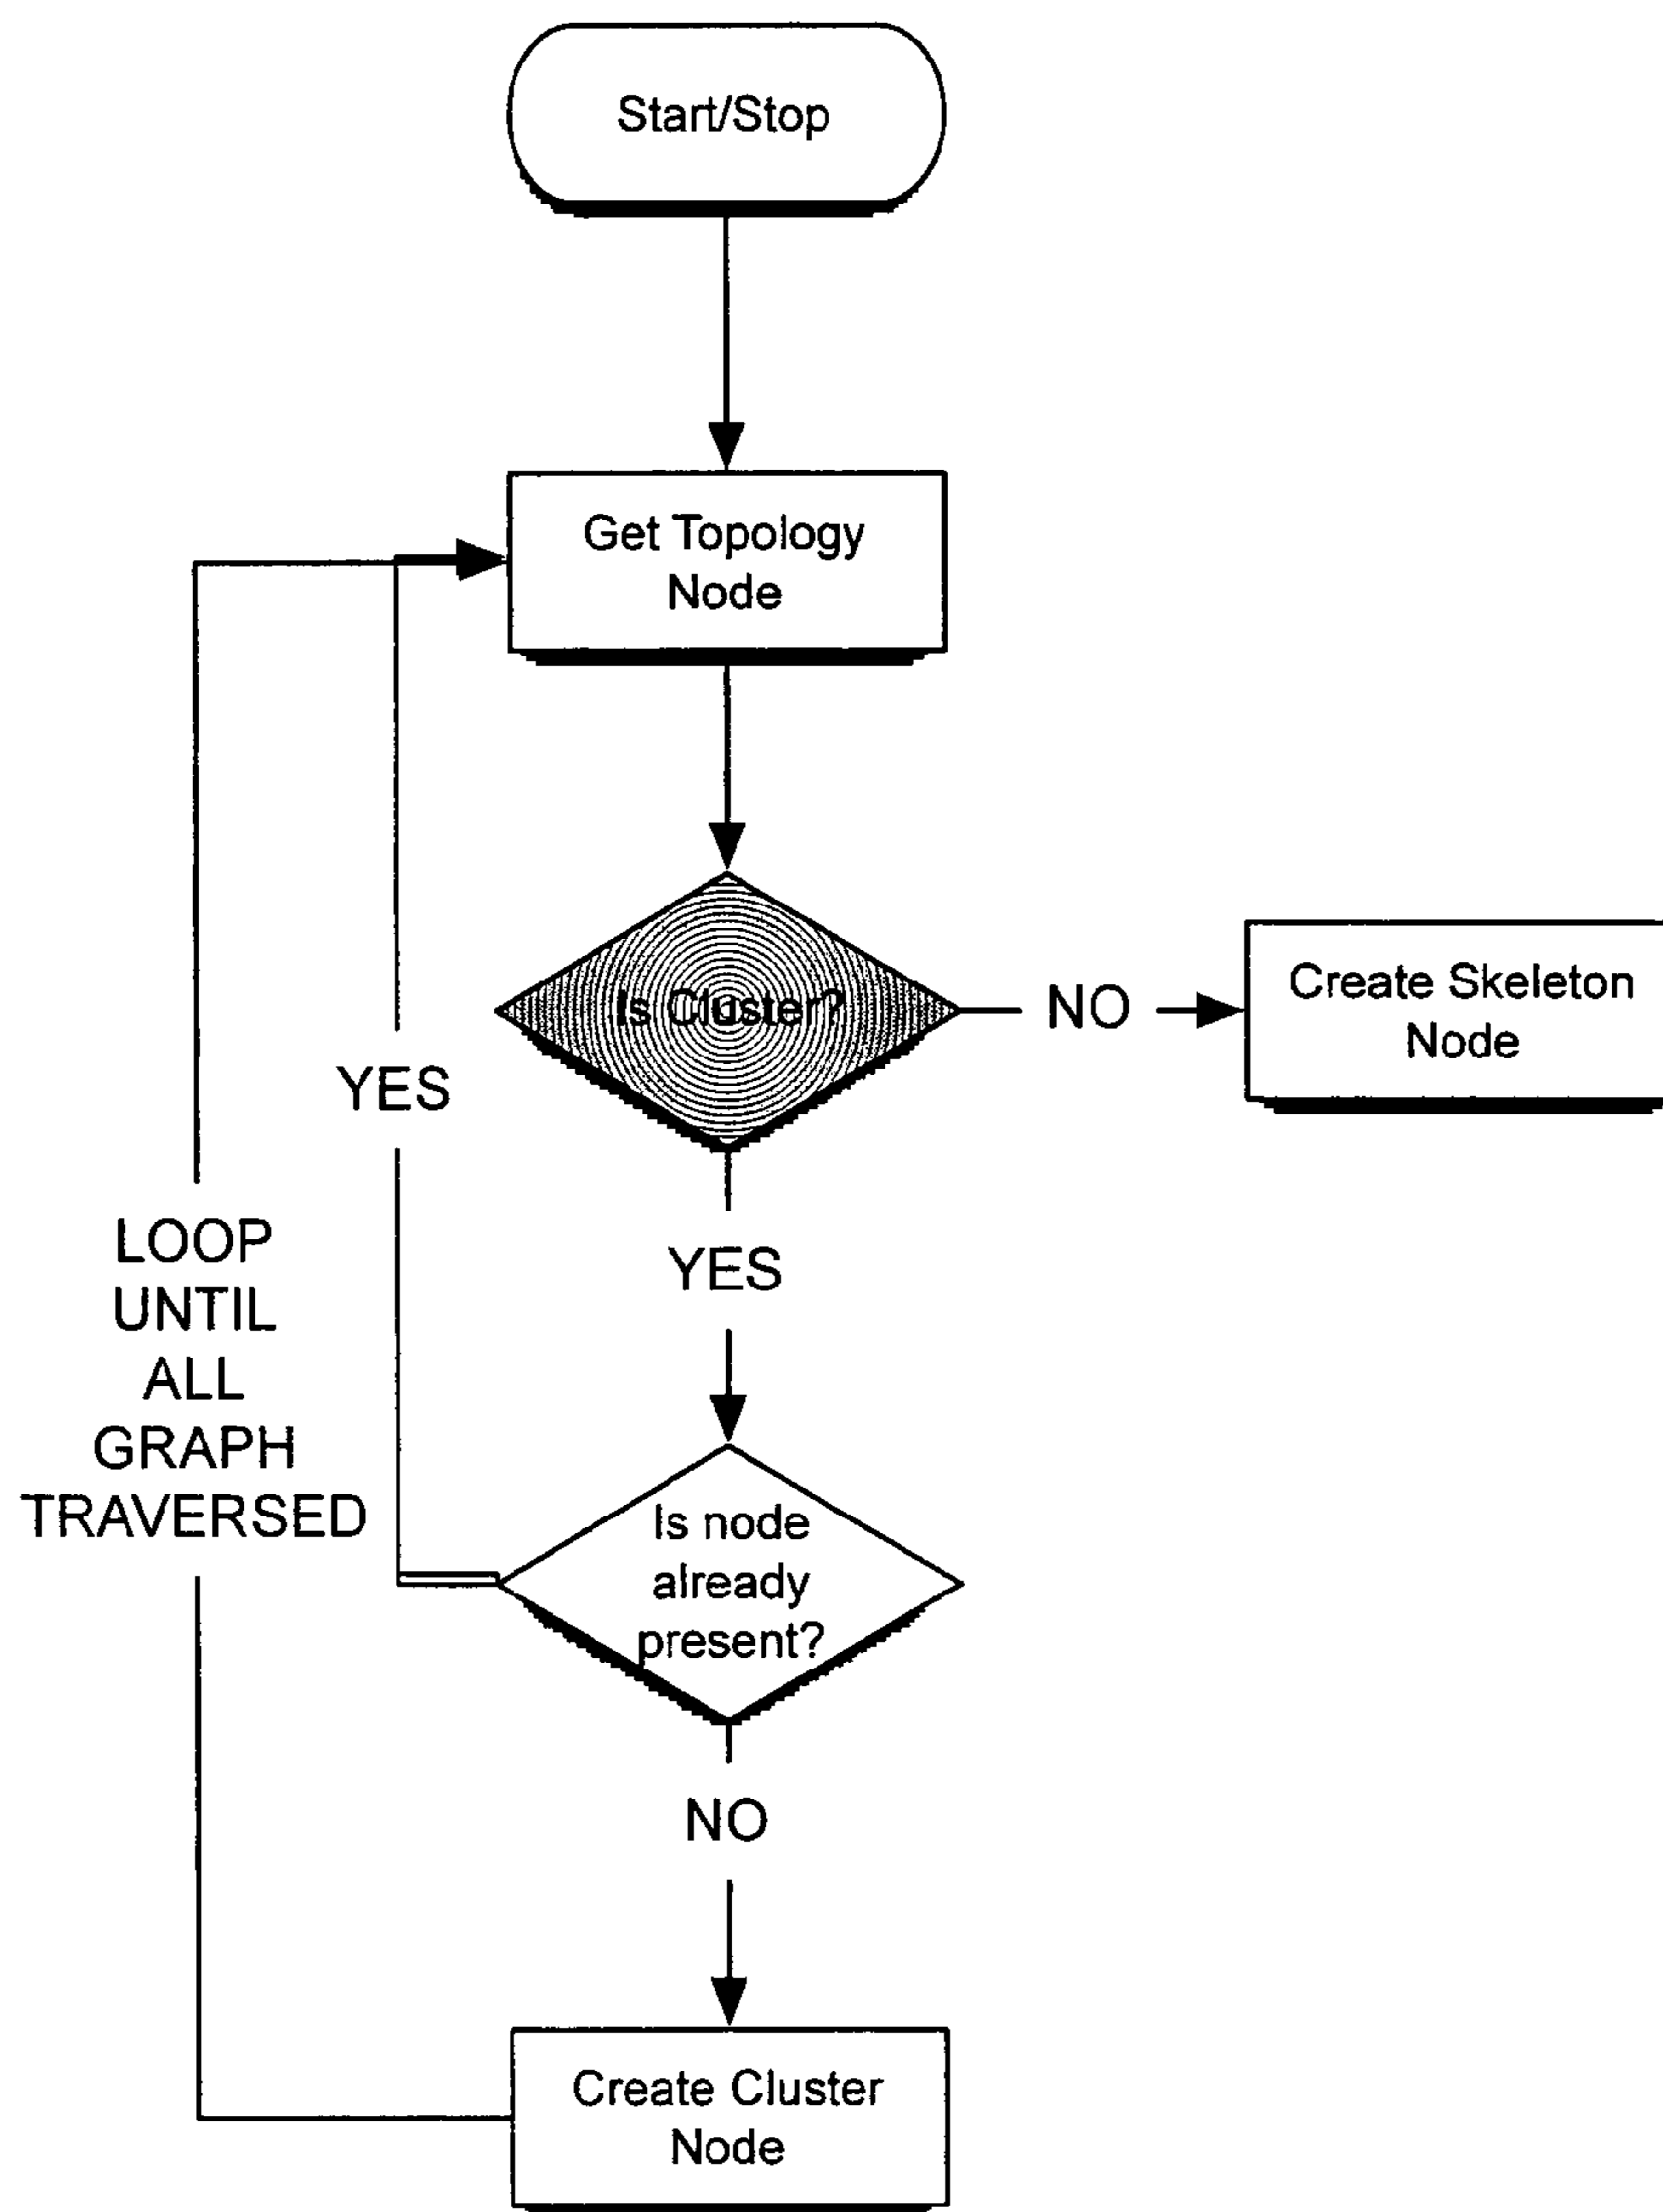 Start/Stop
Get Topology
Node
Is Cluster?
NO
Create Skeleton
Node
YES
YES
LOOP
UNTIL
ALL
GRAPH
TRAVERSED
Is node
already
present?
NO
Create Cluster
Node